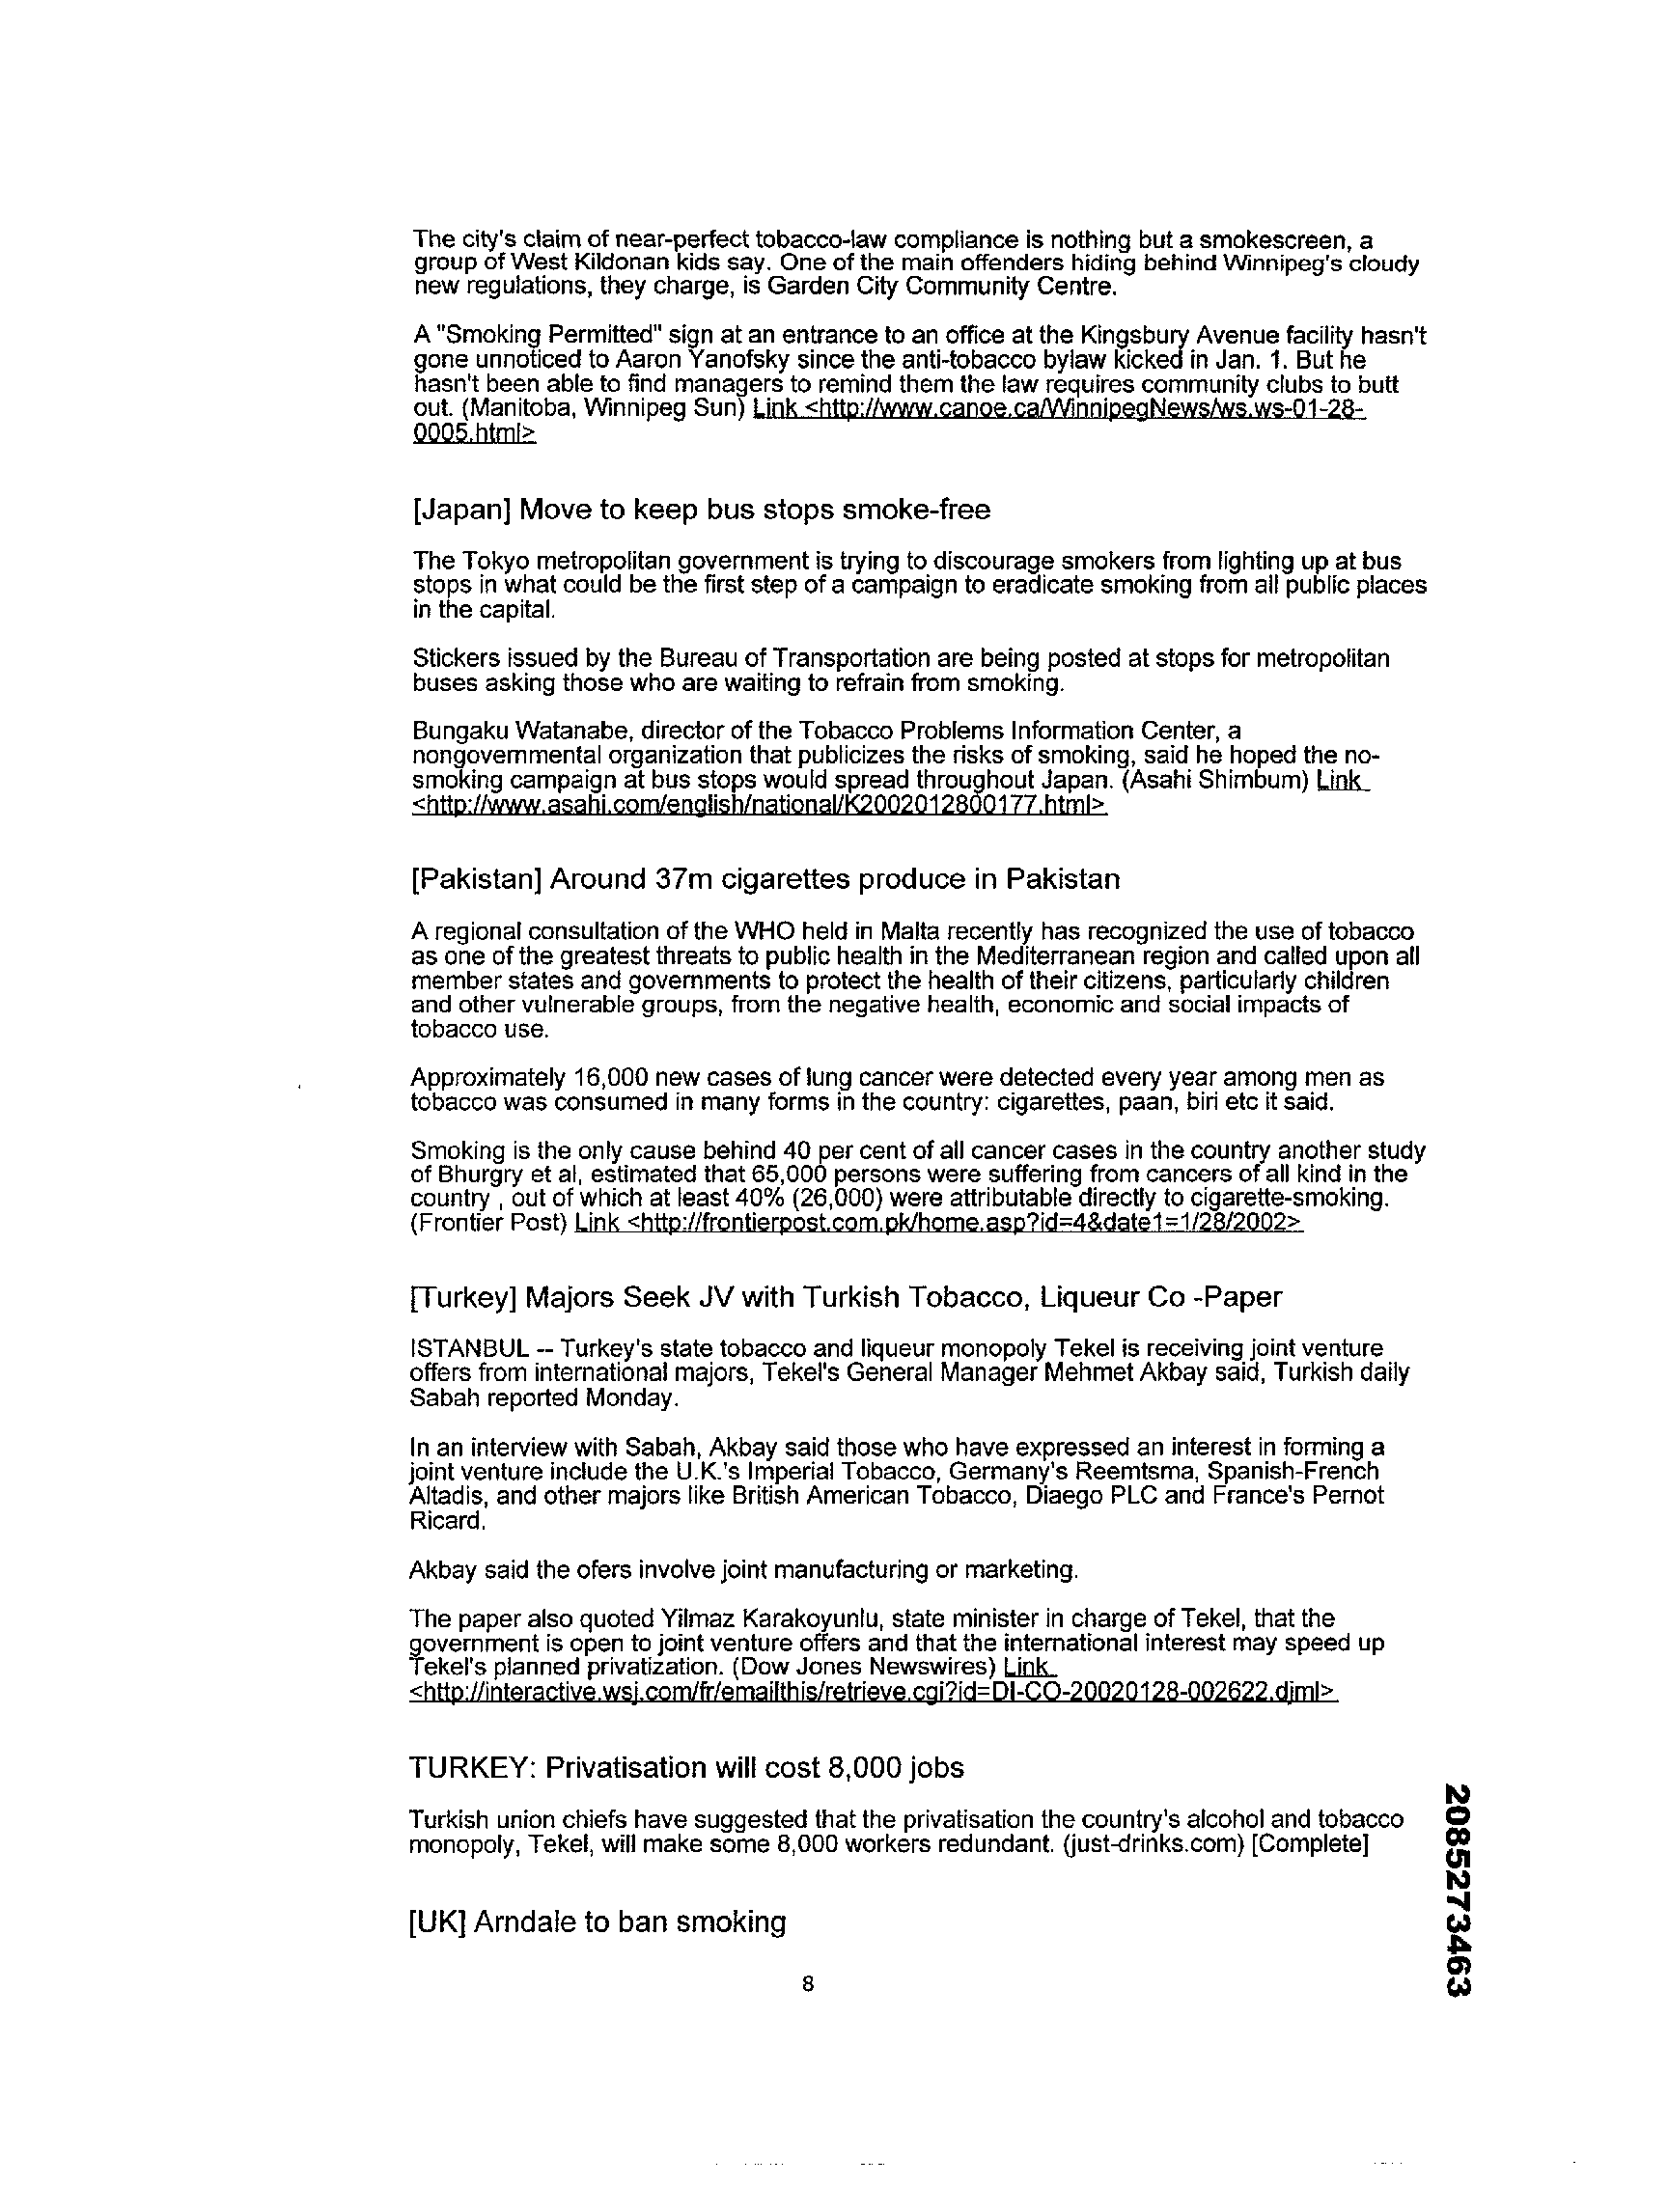 The city's claim of near-perfect tobacco-law compliance is nothing but a smokescreen, a
group of West Kildonan kids say. One of the main offenders hiding behind Winnipeg's cloudy
new regulations, they charge, is Garden City Community Centre.
A "Smoking Permitted" sign at an entrance to an office at the Kingsbury Avenue facility hasn't
gone unnoticed to Aaron Yanofsky since the anti-tobacco bylaw kicked in Jan. 1. But he
hasn't been able to find managers to remind them the law requires community clubs to butt
out. (Manitoba, Winnipeg Sun) Link <http://www.canoe.ca/WinnipegNews/ws.ws-01-28-
0005.html>
[Japan] Move to keep bus stops smoke-free
The Tokyo metropolitan government is trying to discourage smokers from lighting up at bus
stops in what could be the first step of a campaign to eradicate smoking from all public places
in the capital.
Stickers issued by the Bureau of Transportation are being posted at stops for metropolitan
buses asking those who are waiting to refrain from smoking.
Bungaku Watanabe, director of the Tobacco Problems Information Center, a
nongovernmental organization that publicizes the risks of smoking, said he hoped the no-
smoking campaign at bus stops would spread throughout Japan. (Asahi Shimbum) Link
<http://www.asahi.com/english/national/K2002012800177.html>
[Pakistan] Around 37m cigarettes produce in Pakistan
A regional consultation of the WHO held in Malta recently has recognized the use of tobacco
as one of the greatest threats to public health in the Mediterranean region and called upon all
member states and governments to protect the health of their citizens, particularly children
and other vulnerable groups, from the negative health, economic and social impacts of
tobacco use.
Approximately 16,000 new cases of lung cancer were detected every year among men as
tobacco was consumed in many forms in the country: cigarettes, paan, biri etc it said.
Smoking is the only cause behind 40 per cent of all cancer cases in the country another study
of Bhurgry et al, estimated that 65,000 persons were suffering from cancers of all kind in the
country , out of which at least 40% (26,000) were attributable directly to cigarette-smoking.
(Frontier Post) Link <http://frontierpost.com.pk/home.asp?id=4&date1=1/28/2002>
[Turkey] Majors Seek JV with Turkish Tobacco, Liqueur Co -Paper
ISTANBUL -- Turkey's state tobacco and liqueur monopoly Tekel is receiving joint venture
offers from international majors, Tekel's General Manager Mehmet Akbay said, Turkish daily
Sabah reported Monday.
In an interview with Sabah, Akbay said those who have expressed an interest in forming a
joint venture include the U.K.'s Imperial Tobacco, Germany's Reemtsma, Spanish-French
Altadis, and other majors like British American Tobacco, Diaego PLC and France's Pernot
Ricard.
Akbay said the ofers involve joint manufacturing or marketing.
The paper also quoted Yilmaz Karakoyunlu, state minister in charge of Tekel, that the
government is open to joint venture offers and that the international interest may speed up
Tekel's planned privatization. (Dow Jones Newswires) Link
<http://interactive.wsj.com/fr/emailthis/retrieve.cgi?id=DI-CO-20020128-002622.djml>
TURKEY: Privatisation will cost 8,000 jobs
Turkish union chiefs have suggested that the privatisation the country's alcohol and tobacco
monopoly, Tekel, will make some 8,000 workers redundant. (just-drinks.com) [Complete]
[UK] Arndale to ban smoking
8
2085273463